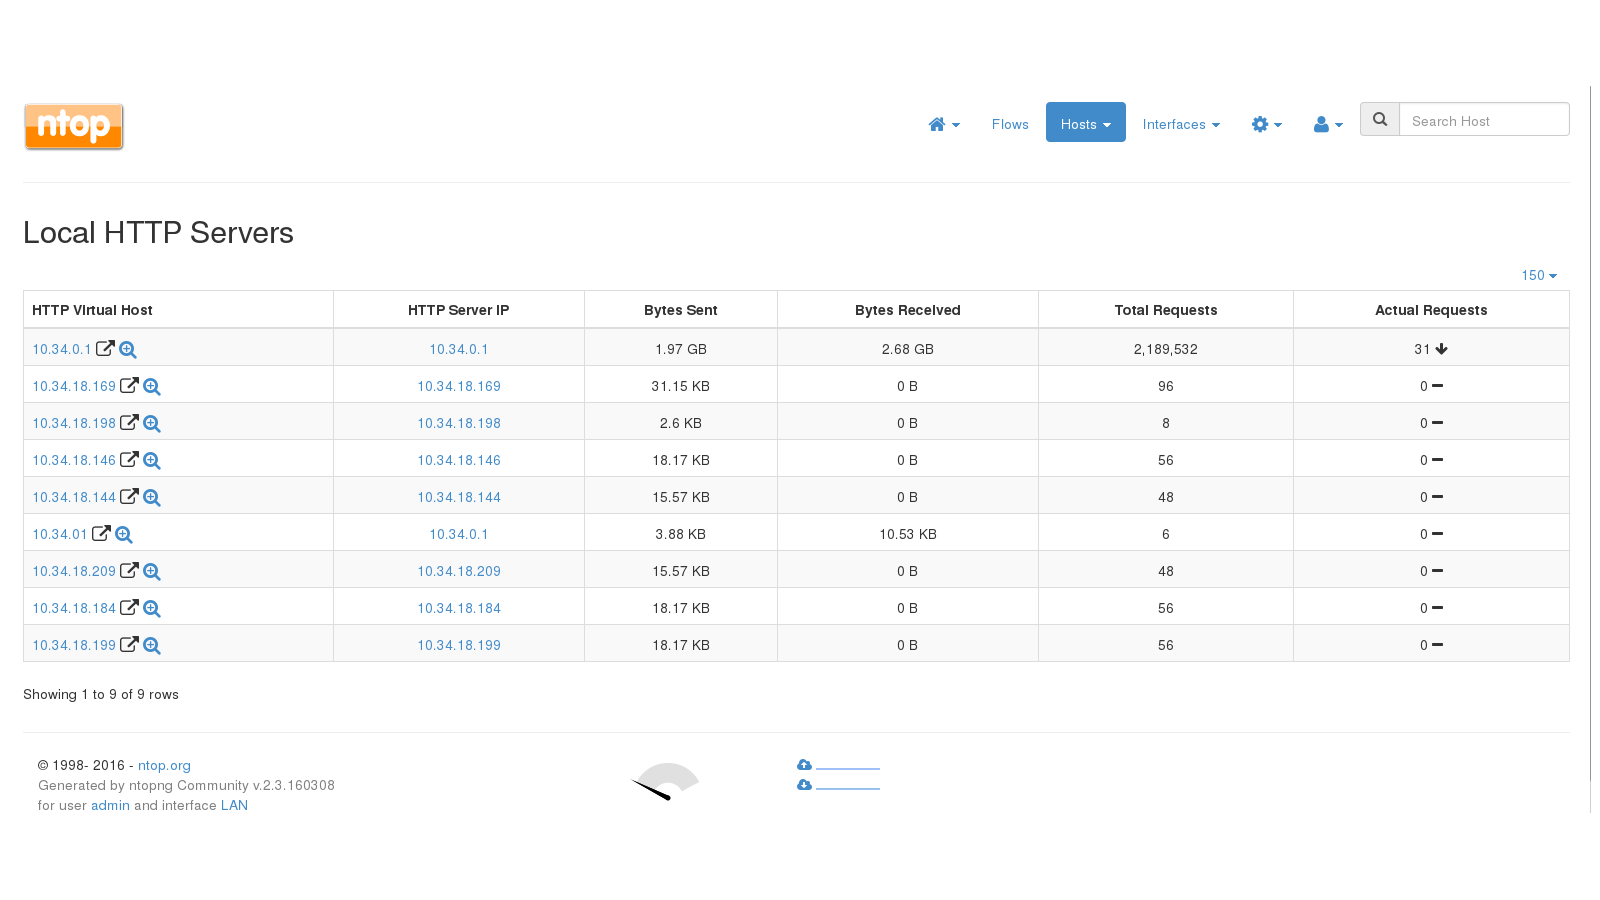 ntop
Flows Hosts Interfaces Search Host
Local HTTP Servers
150
HTTP Virtual Host HTTP Server IP Bytes Sent Bytes Received Total Requests Actual Requests
10.34.0.1 10.34.0.1 1.97 GB 2.68 GB 2,189,532 31
10.34.18.169 10.34.18.169 31.15 KB 0 B 96 0
10.34.18.198 10.34.18.198 2.6 KB 0 B 8 0
10.34.18.146 10.34.18.146 18.17 KB 0 B 56 0
10.34.18.144 10.34.18.144 15.57 KB 0 B 48 0
10.34.01 10.34.0.1 3.88 KB 10.53 KB 6 0
10.34.18.209 10.34.18.209 15.57 KB 0 B 48 0
10.34.18.184 10.34.18.184 18.17 KB 0 B 56 0
10.34.18.199 10.34.18.199 18.17 KB 0 B 56 0
Showing 1 to 9 of 9 rows
© 1998- 2016 - ntop.org
Generated by ntopng Community v.2.3.160308
for user admin and interface LAN